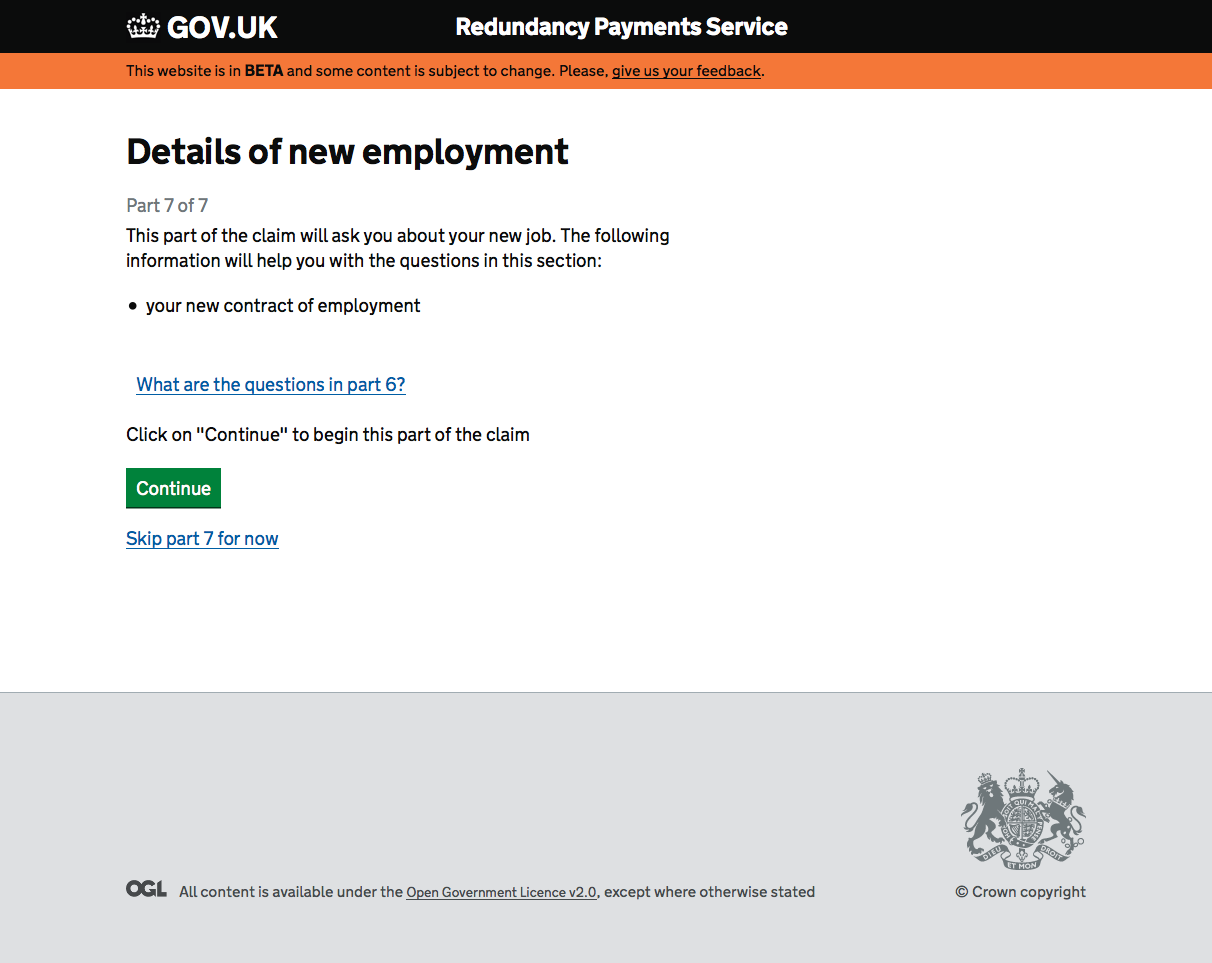 GOV.UK
Redundancy Payments Service
This website is in BETA and some content is subject to change. Please, give us your feedback.
Details of new employment
Part 7 of 7
This part of the claim will ask you about your new job. The following
information will help you with the questions in this section:
• your new contract of employment
What are the questions in part 6?
Click on "Continue" to begin this part of the claim
Continue
Skip part 7 for now
DIEU ET MON DROIT
OGL All content is available under the Open Government Licence v2.0, except where otherwise stated
© Crown copyright